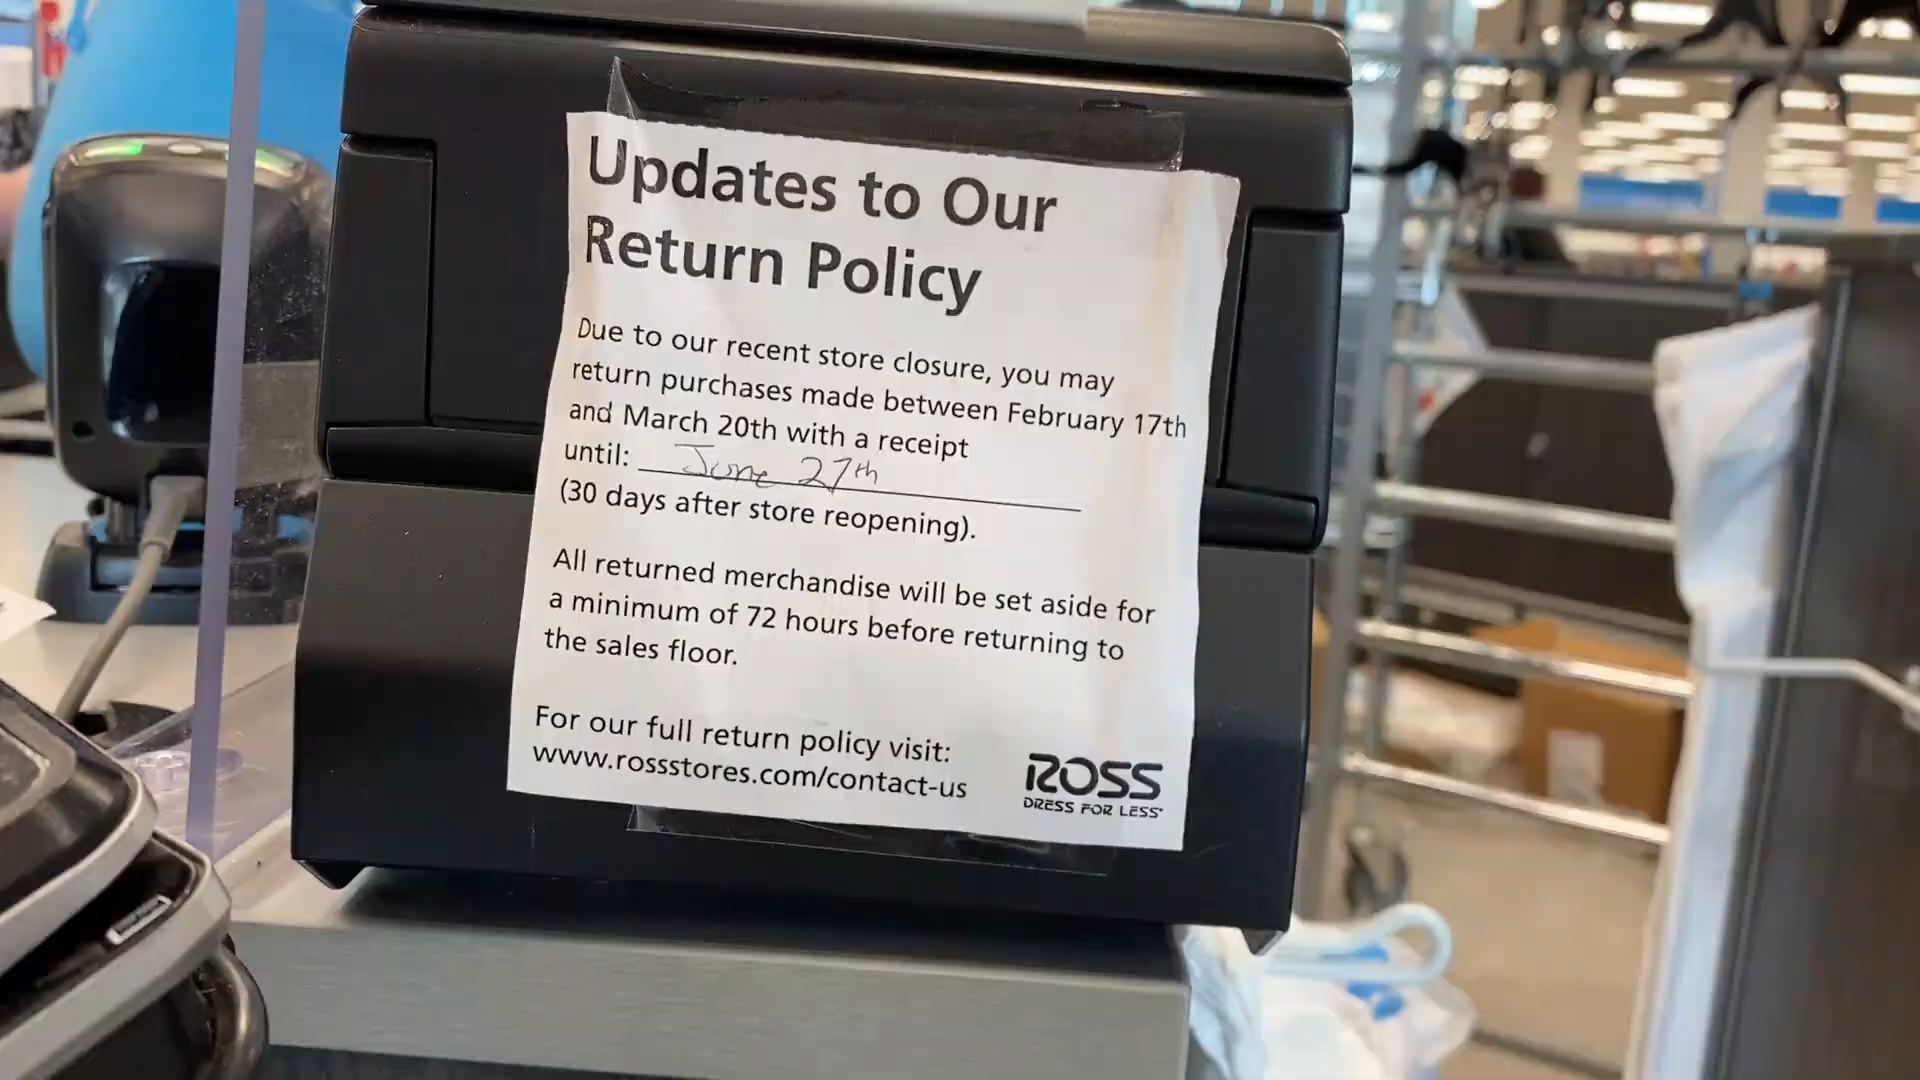 Updates to Our
Return Policy
Due to our recent store closure, you may
return purchases made between February 17th
and March 20th with a receipt
until: June 27th
(30 days after store reopening).
All returned merchandise will be set aside for
a minimum of 72 hours before returning to
the sales floor.
For our full return policy visit:
www.rossstores.com/contact-us
ROSS
DRESS FOR LESS